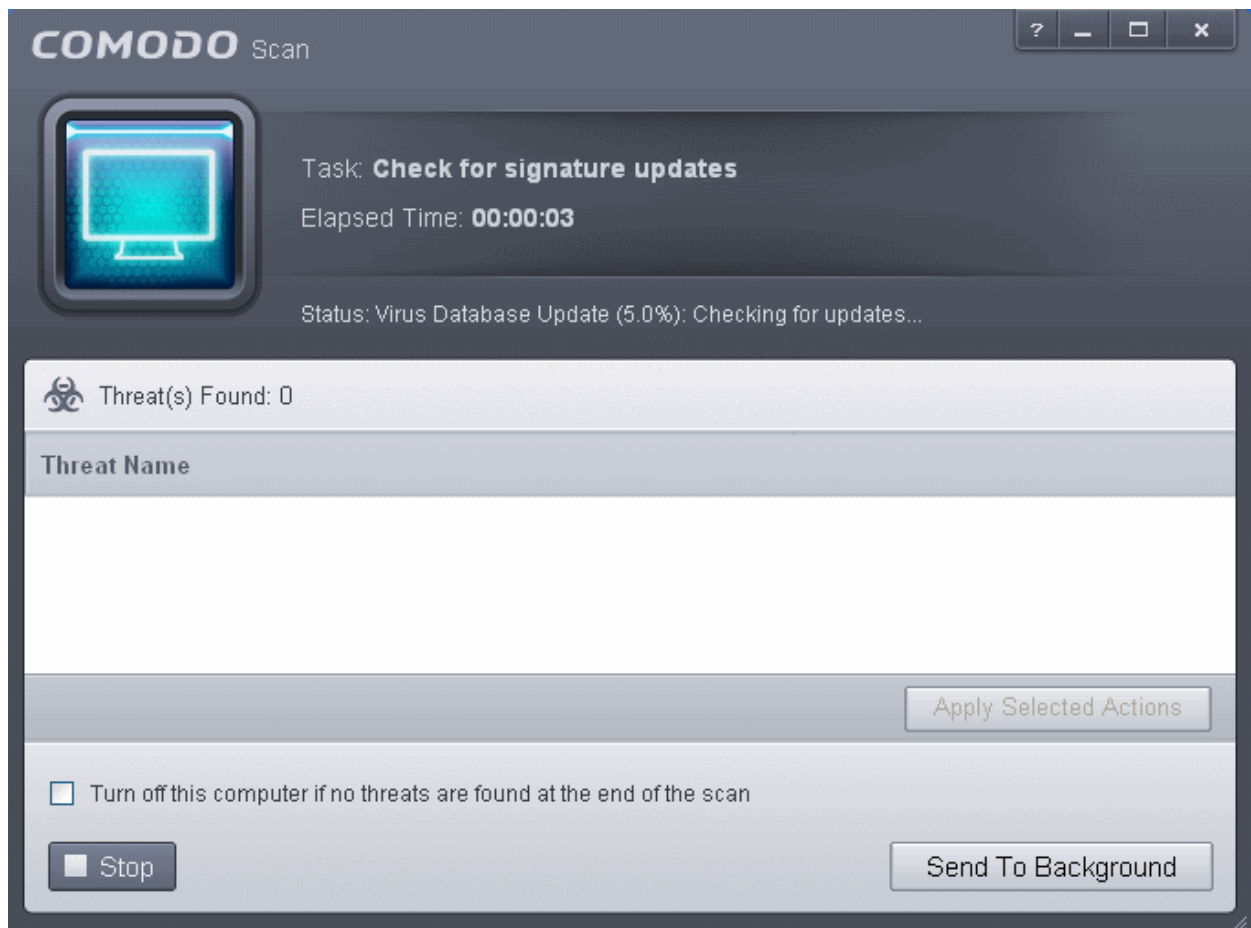 COMODO Scan
?
Task: Check for signature updates
Elapsed Time: 00:00:03
Status: Virus Database Update (5.0%): Checking for updates...
Threat(s) Found: 0
Threat Name
Apply Selected Actions
Turn off this computer if no threats are found at the end of the scan
Stop
Send To Background